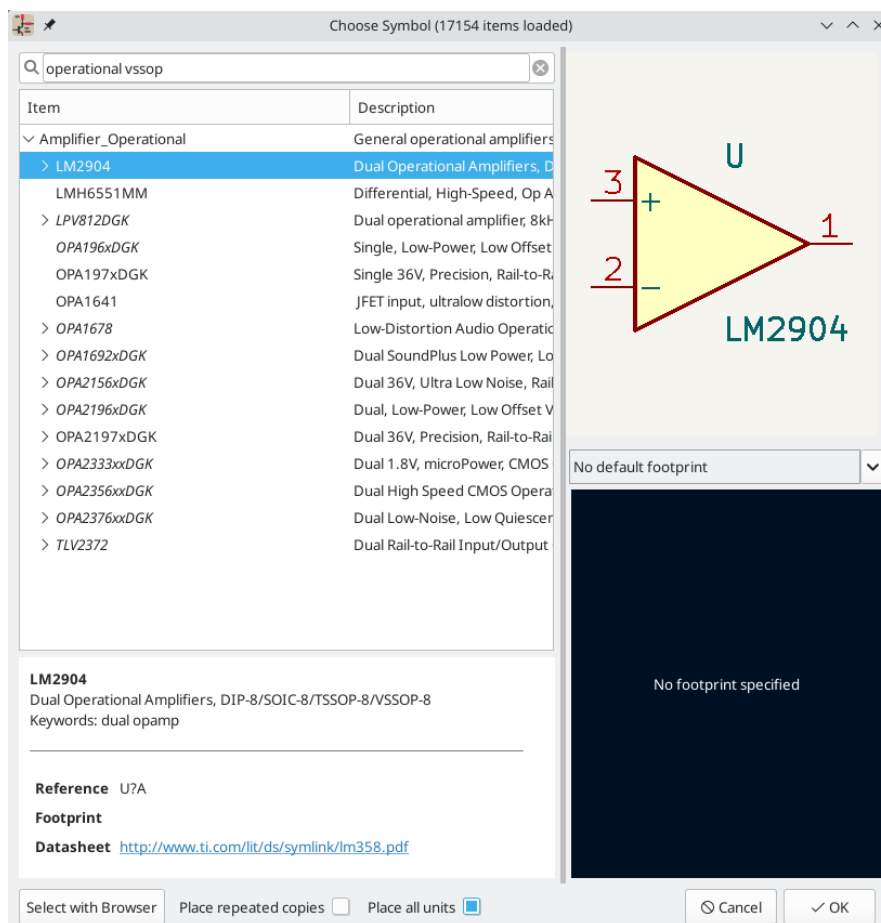 Choose Symbol (17154 items loaded)
operational vssop
Item Description
Amplifier_Operational General operational amplifiers
LM2904 Dual Operational Amplifiers, D
LMH6551MM Differential, High-Speed, Op A
LPV812DGK Dual operational amplifier, 8kH
OPA196xDGK Single, Low-Power, Low Offset
OPA197xDGK Single 36V, Precision, Rail-to-Ra
OPA1641 JFET input, ultralow distortion,
OPA1678 Low-Distortion Audio Operatic
OPA1692xDGK Dual SoundPlus Low Power, Lo
OPA2156xDGK Dual 36V, Ultra Low Noise, Rail
OPA2196xDGK Dual, Low-Power, Low Offset V
OPA2197xDGK Dual 36V, Precision, Rail-to-Rai
OPA2333xxDGK Dual 1.8V, microPower, CMOS
OPA2356xxDGK Dual High Speed CMOS Opera
OPA2376xxDGK Dual Low-Noise, Low Quiescer
TLV2372 Dual Rail-to-Rail Input/Output
U
3
+
1
2
−
LM2904
No default footprint
No footprint specified
LM2904
Dual Operational Amplifiers, DIP-8/SOIC-8/TSSOP-8/VSSOP-8
Keywords: dual opamp
Reference U?A
Footprint
Datasheet http://www.ti.com/lit/ds/symlink/lm358.pdf
Select with Browser Place repeated copies Place all units Cancel OK